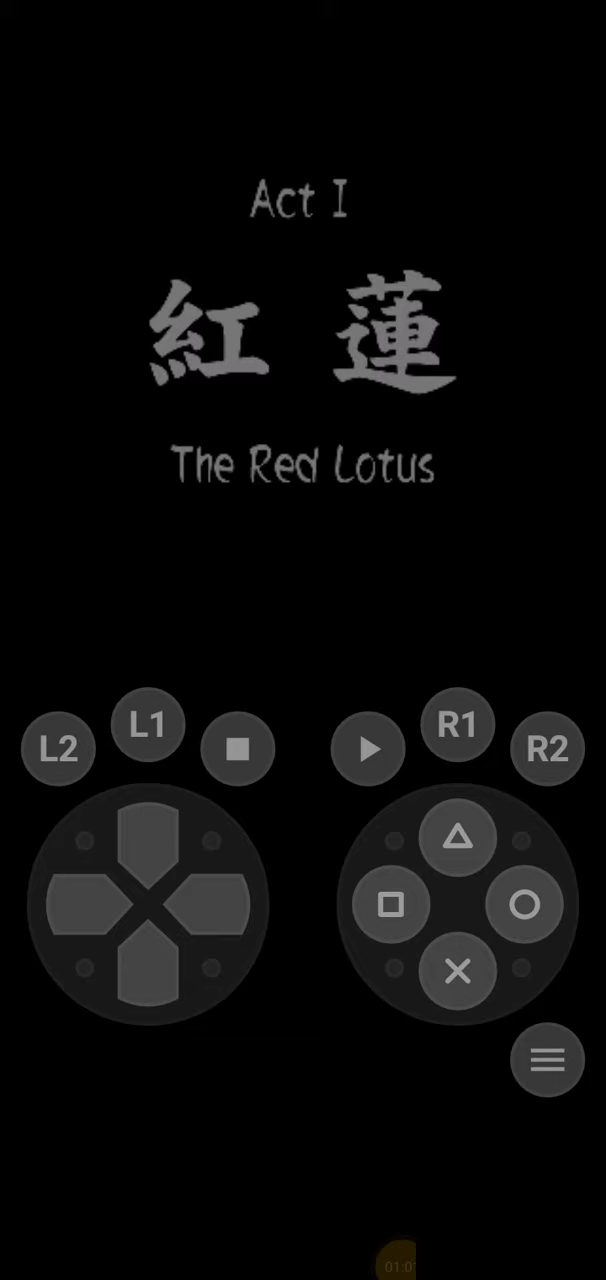 Act I
紅蓮
The Red Lotus
L2
L1
R1
R2